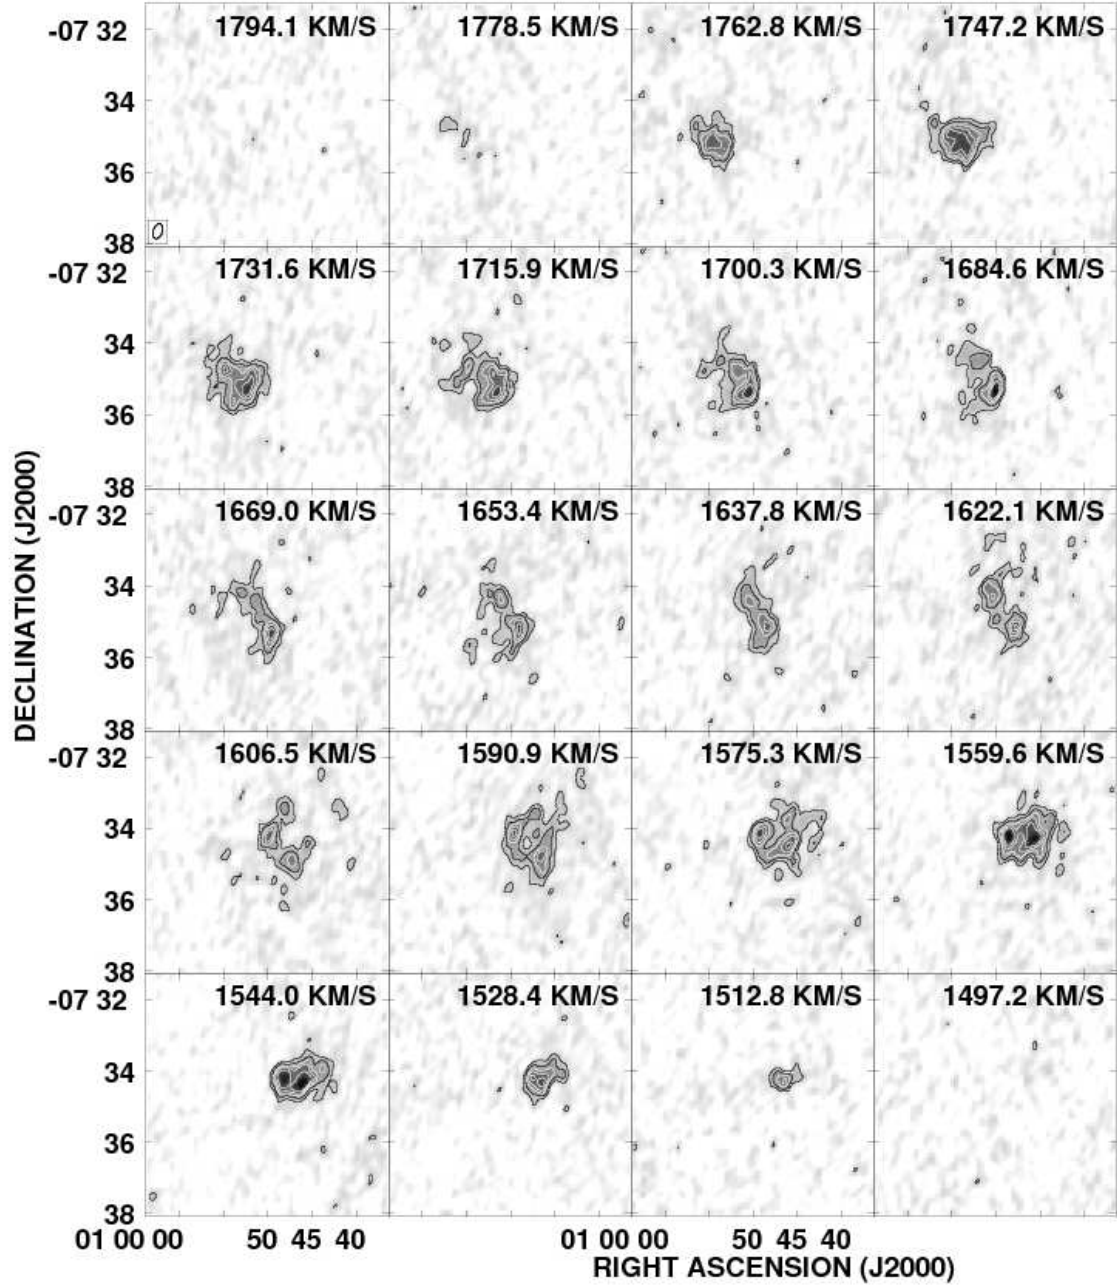 -07 32
34
36
38
1794.1 KM/S
1778.5 KM/S
1762.8 KM/S
1747.2 KM/S
-07 32
34
36
38
1731.6 KM/S
1715.9 KM/S
1700.3 KM/S
1684.6 KM/S
DECLINATION (J2000)
-07 32
34
36
38
1669.0 KM/S
1653.4 KM/S
1637.8 KM/S
1622.1 KM/S
-07 32
34
36
38
1606.5 KM/S
1590.9 KM/S
1575.3 KM/S
1559.6 KM/S
-07 32
34
36
38
1544.0 KM/S
1528.4 KM/S
1512.8 KM/S
1497.2 KM/S
01 00 00 50 45 40 01 00 00 50 45 40
RIGHT ASCENSION (J2000)